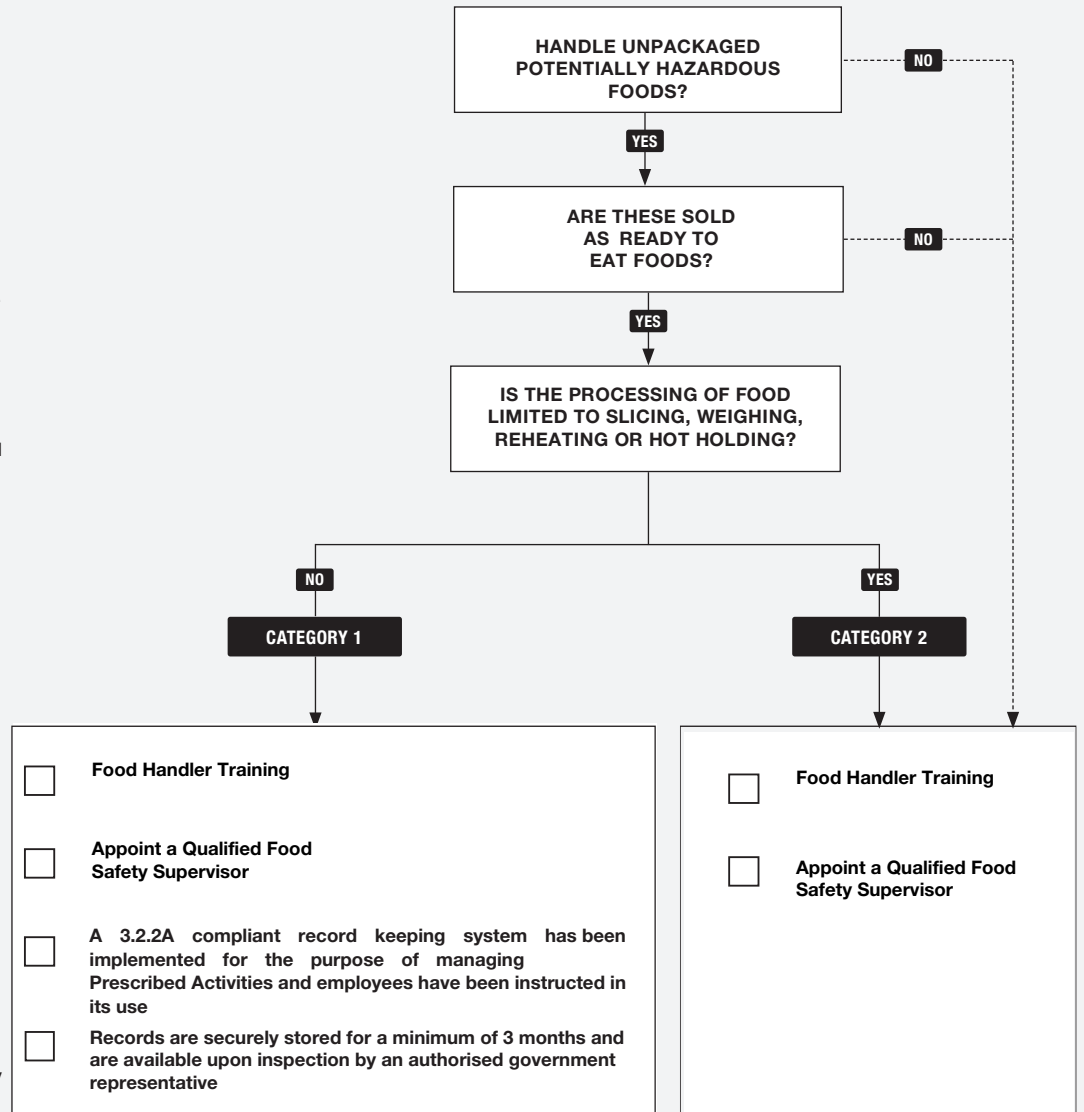 HANDLE UNPACKAGED
POTENTIALLY HAZARDOUS
FOODS?
NO
YES
ARE THESE SOLD
AS READY TO
EAT FOODS?
NO
YES
IS THE PROCESSING OF FOOD
LIMITED TO SLICING, WEIGHING,
REHEATING OR HOT HOLDING?
NO
YES
CATEGORY 1
CATEGORY 2
Food Handler Training
Appoint a Qualified Food
Safety Supervisor
A 3.2.2A compliant record keeping system has been
implemented for the purpose of managing
Prescribed Activities and employees have been instructed in
its use
Records are securely stored for a minimum of 3 months and
are available upon inspection by an authorised government
representative
Food Handler Training
Appoint a Qualified Food
Safety Supervisor